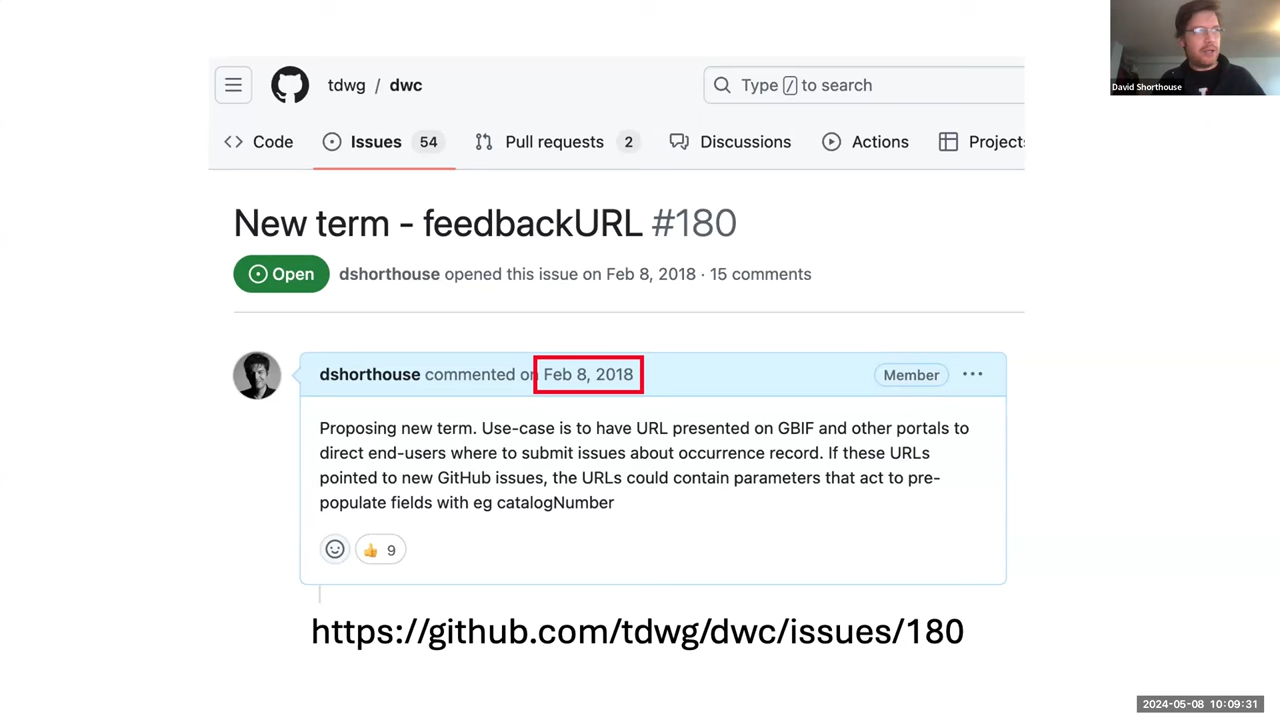 tdwg / dwc
Type / to search
Code
Issues 54
Pull requests 2
Discussions
Actions
Projects
New term - feedbackURL #180
Open
dshorthouse opened this issue on Feb 8, 2018 · 15 comments
dshorthouse commented on Feb 8, 2018
Member
Proposing new term. Use-case is to have URL presented on GBIF and other portals to
direct end-users where to submit issues about occurrence record. If these URLs
pointed to new GitHub issues, the URLs could contain parameters that act to pre-
populate fields with eg catalogNumber
👍 9
https://github.com/tdwg/dwc/issues/180
David Shorthouse
2024-05-08 10:09:31